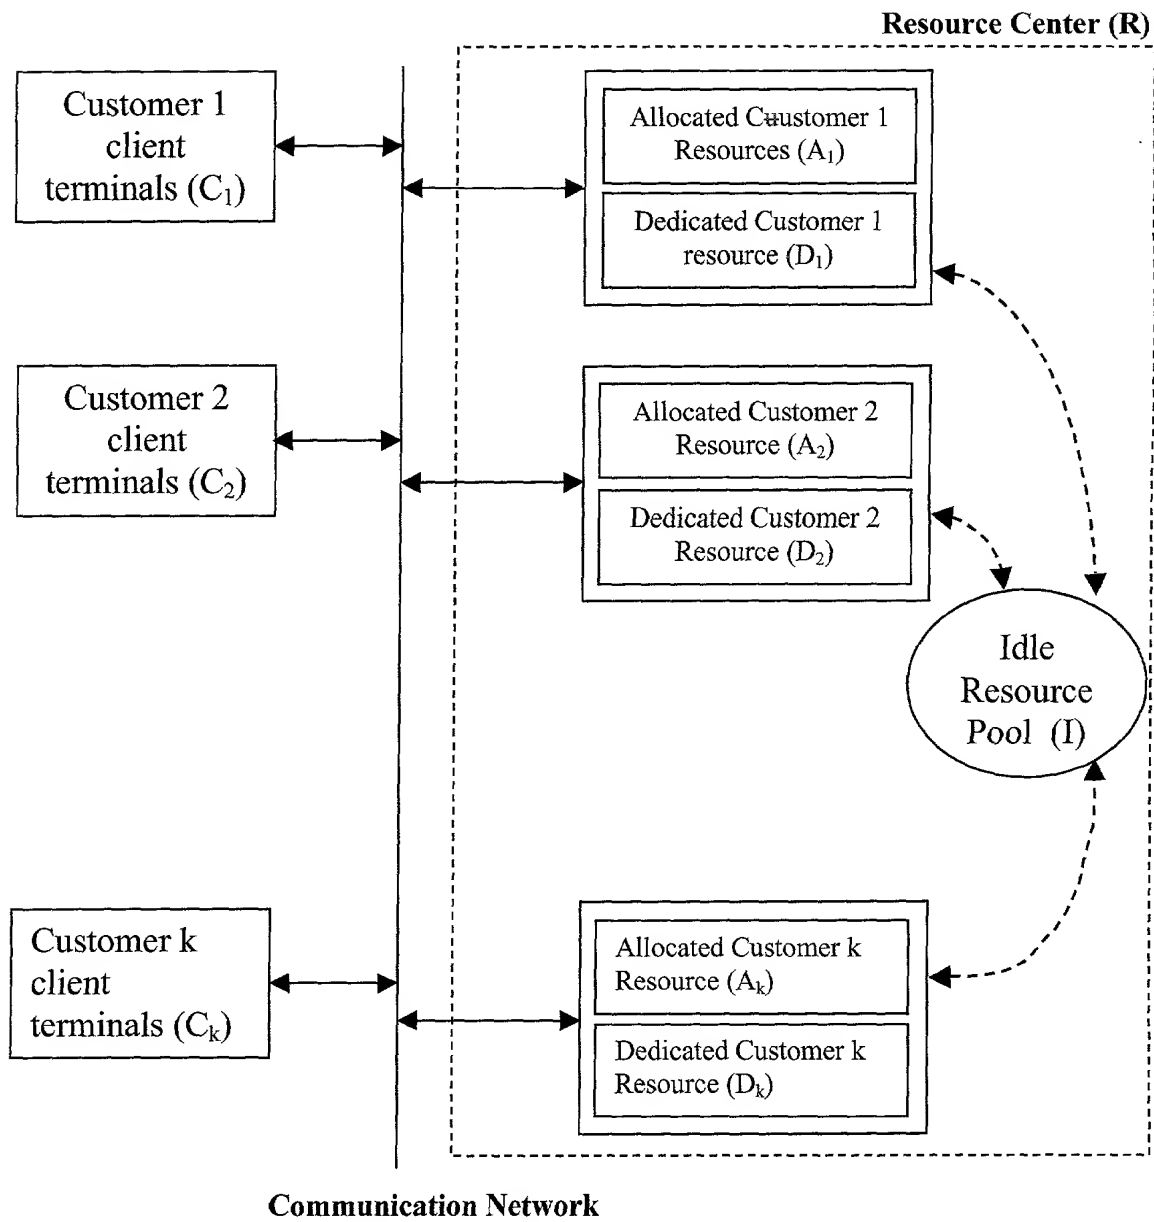 Resource Center (R)
Customer 1
client
terminals (C₁)
Allocated Cuustomer 1
Resources (A₁)
Dedicated Customer 1
resource (D₁)
Customer 2
client
terminals (C₂)
Allocated Customer 2
Resource (A₂)
Dedicated Customer 2
Resource (D₂)
Idle
Resource
Pool (I)
Customer k
client
terminals (Cₖ)
Allocated Customer k
Resource (Aₖ)
Dedicated Customer k
Resource (Dₖ)
Communication Network